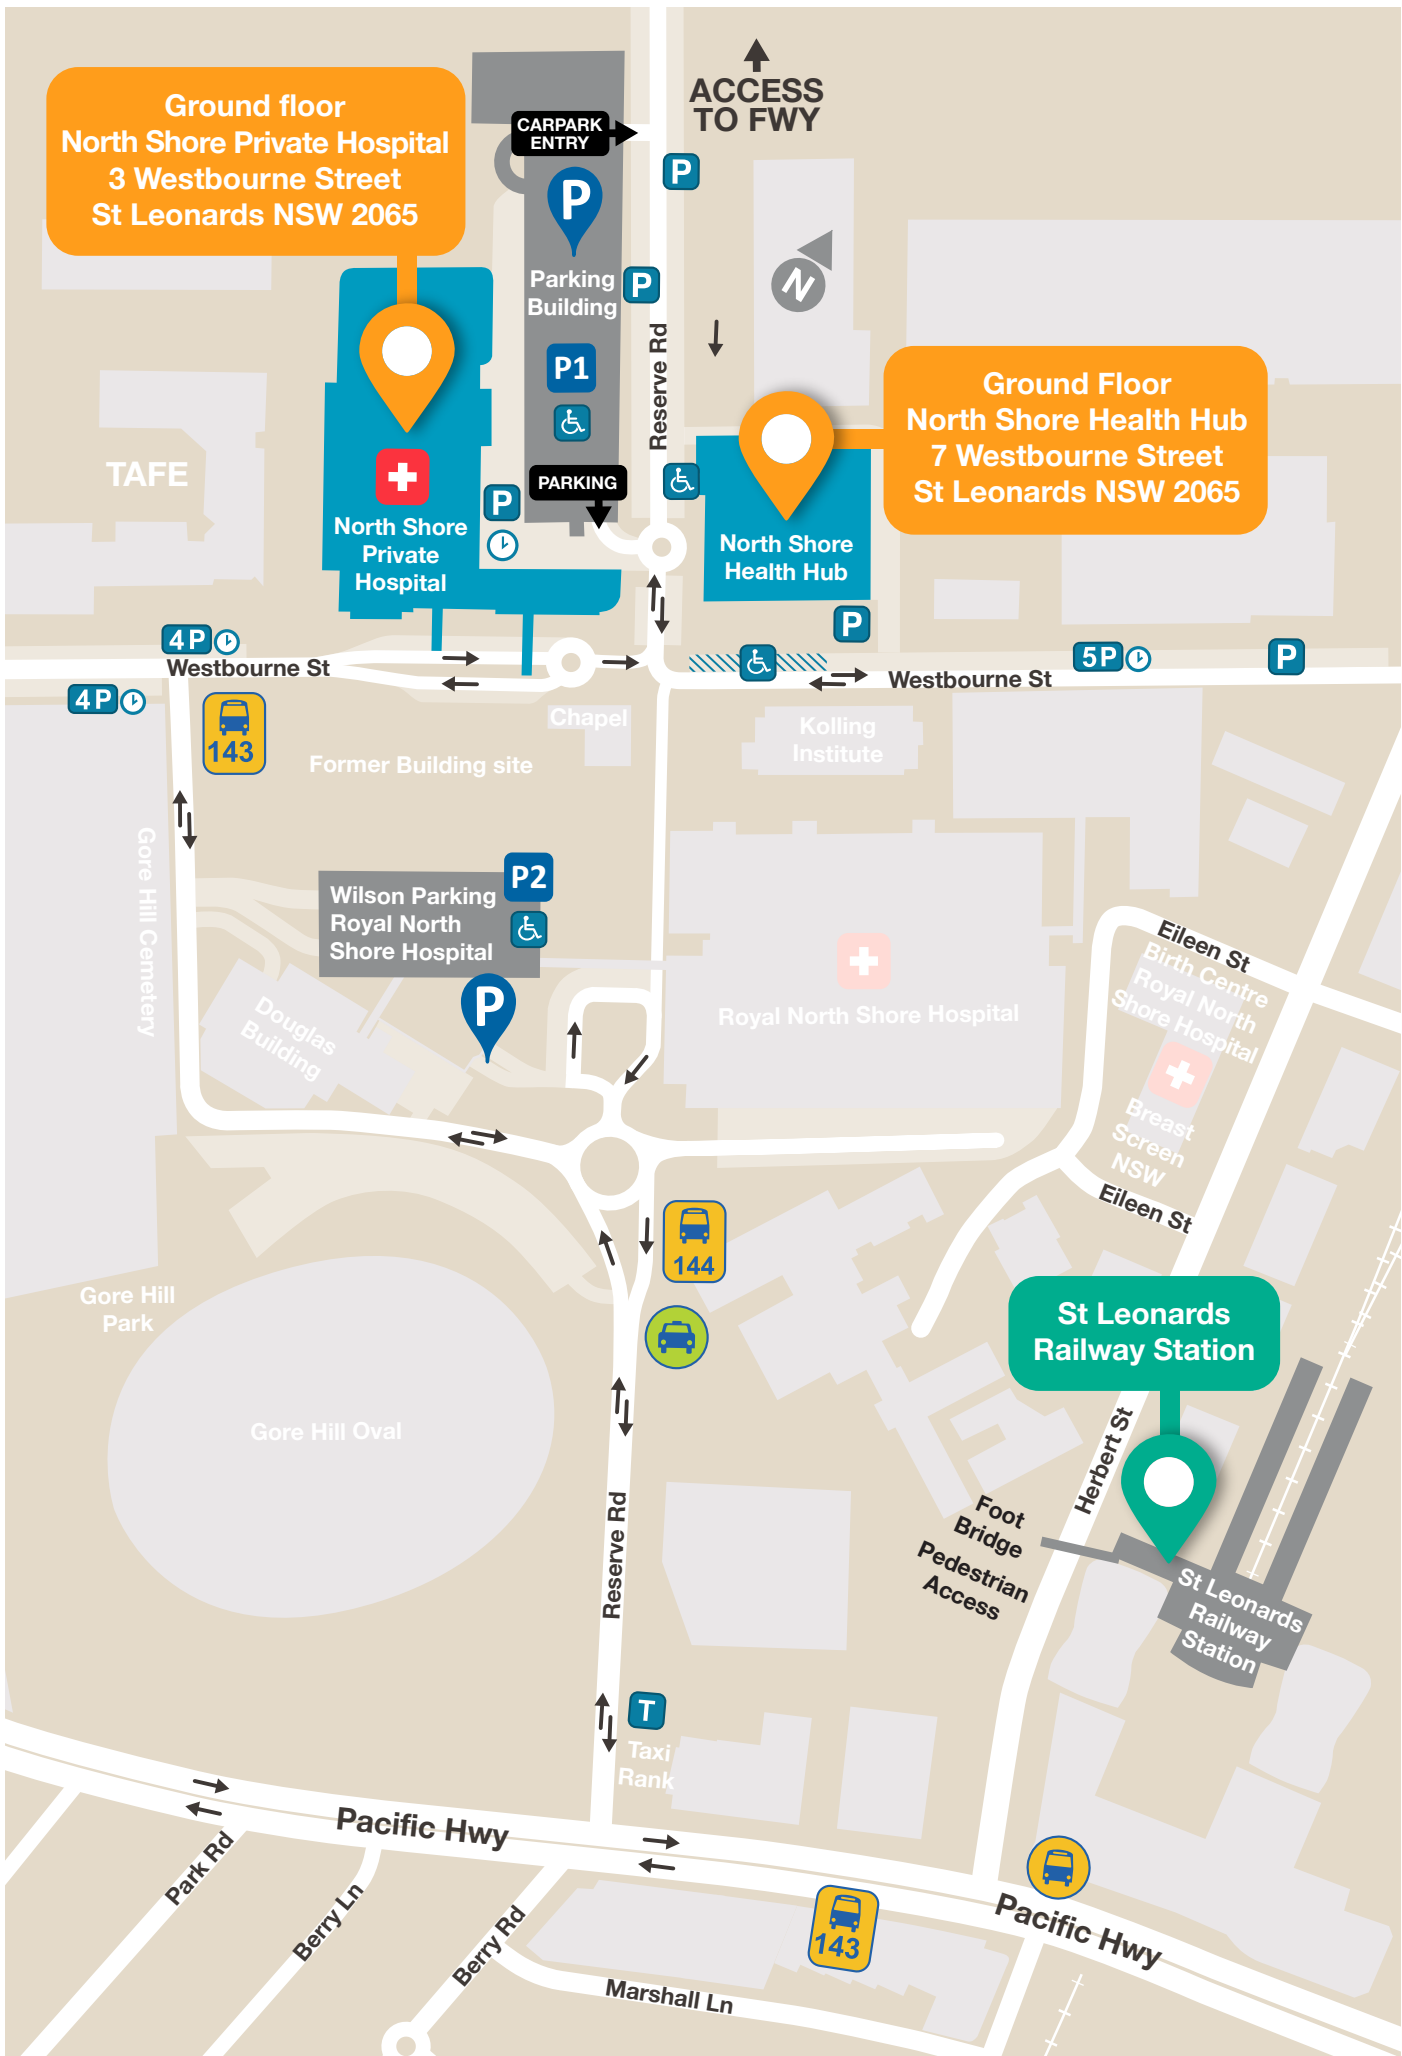 ACCESS
TO FWY
Ground floor
North Shore Private Hospital
3 Westbourne Street
St Leonards NSW 2065
CARPARK
ENTRY
P
P
Parking
Building
P
N
Reserve Rd
P1
Ground Floor
North Shore Health Hub
7 Westbourne Street
St Leonards NSW 2065
TAFE
PARKING
P
North Shore
Private
Hospital
North Shore
Health Hub
P
4P
Westbourne St
5P
P
Westbourne St
4P
143
Chapel
Kolling
Institute
Former Building site
Gore Hill Cemetery
P2
Wilson Parking
Royal North
Shore Hospital
P
Douglas
Building
Royal North Shore Hospital
Eileen St
Birth Centre
Royal North
Shore Hospital
Breast
Screen
NSW
Eileen St
144
Gore Hill
Park
St Leonards
Railway Station
Gore Hill Oval
Herbert St
Reserve Rd
Foot
Bridge
Pedestrian
Access
St Leonards
Railway
Station
T
Taxi
Rank
Pacific Hwy
Park Rd
Berry Ln
Berry Rd
143
Pacific Hwy
Marshall Ln